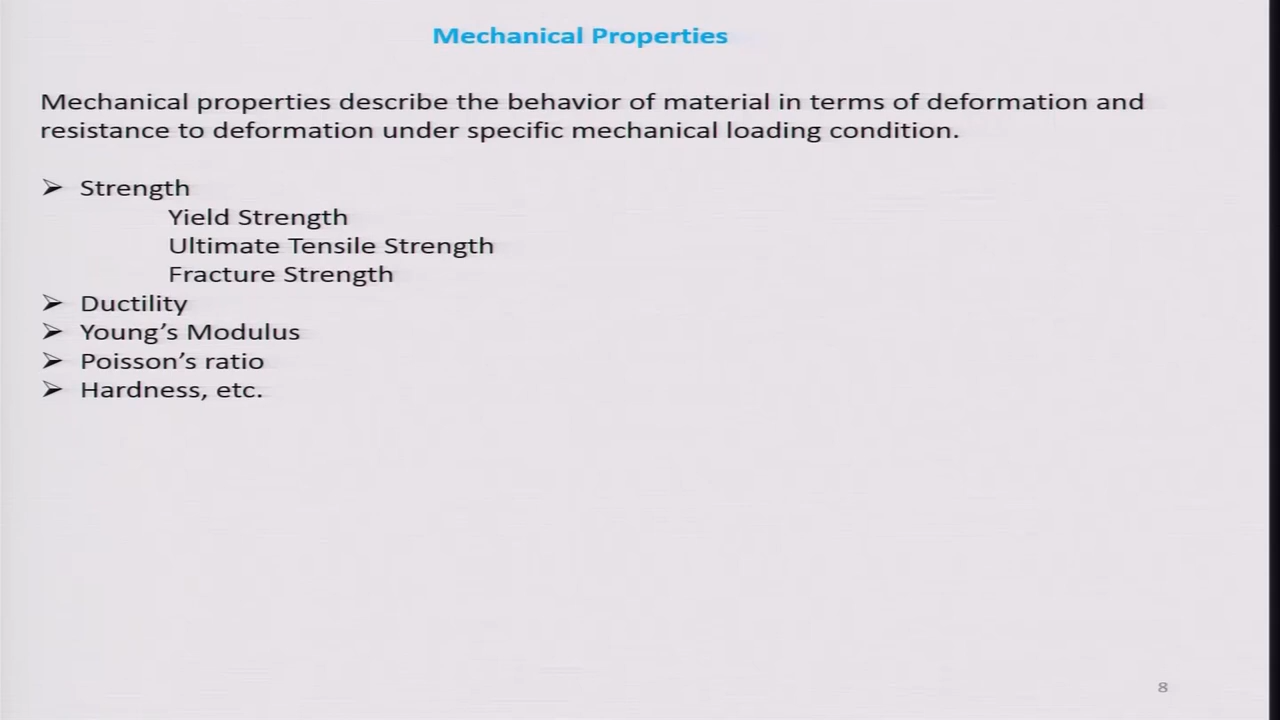 Mechanical Properties
Mechanical properties describe the behavior of material in terms of deformation and
resistance to deformation under specific mechanical loading condition.
➢ Strength
Yield Strength
Ultimate Tensile Strength
Fracture Strength
➢ Ductility
➢ Young’s Modulus
➢ Poisson’s ratio
➢ Hardness, etc.
8